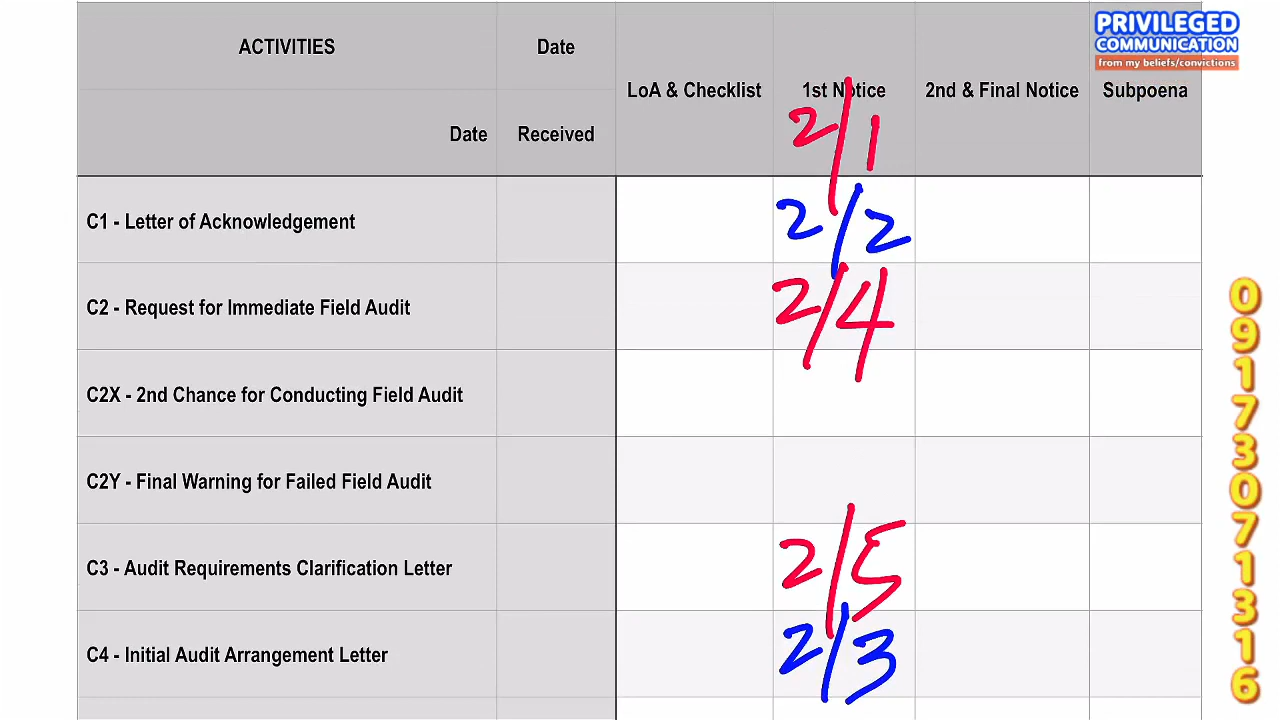 PRIVILEGED
COMMUNICATION
from my beliefs/convictions
ACTIVITIES Date
LoA & Checklist 1st Notice 2nd & Final Notice Subpoena
Date Received
2/1
C1 - Letter of Acknowledgement 2/2
C2 - Request for Immediate Field Audit 2/4
C2X - 2nd Chance for Conducting Field Audit
C2Y - Final Warning for Failed Field Audit
C3 - Audit Requirements Clarification Letter 2/5
C4 - Initial Audit Arrangement Letter 2/3
09173071316